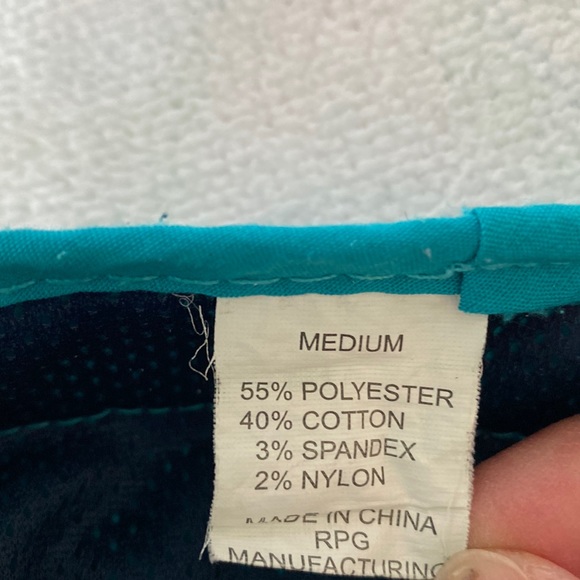 MEDIUM
55% POLYESTER
40% COTTON
3% SPANDEX
2% NYLON
MADE IN CHINA
RPG
MANUFACTURING